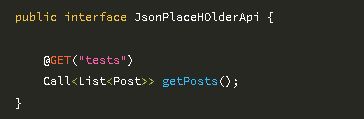 public interface JsonPlaceHOlderApi {
@GET("tests")
Call<List<Post>> getPosts();
}